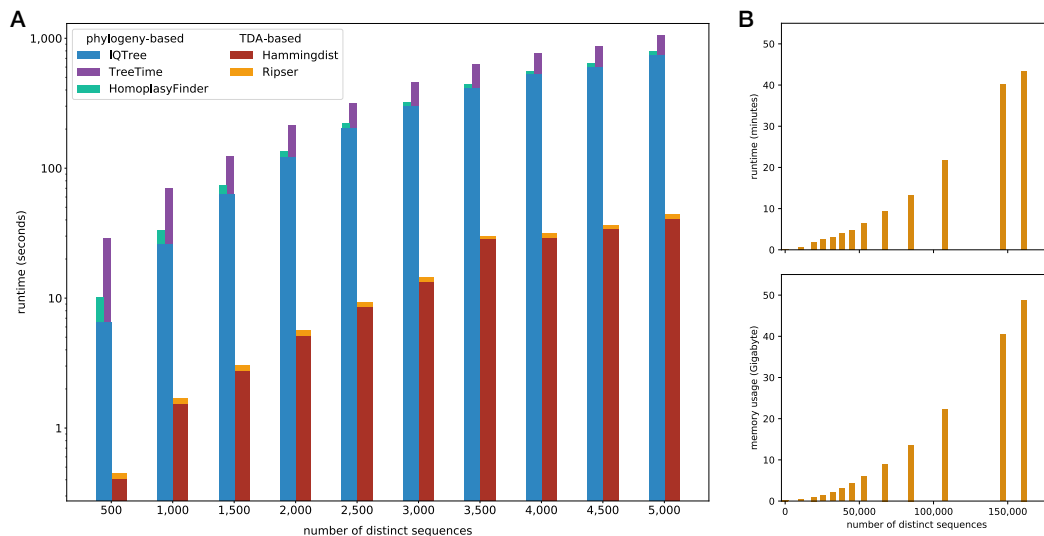 A
1,000
100
10
1
runtime (seconds)
phylogeny-based
IQTree
TreeTime
HomoplasyFinder
TDA-based
Hammingdist
Ripser
500 1,000 1,500 2,000 2,500 3,000 3,500 4,000 4,500 5,000
number of distinct sequences
B
50
40
30
20
10
0
runtime (minutes)
50
40
30
20
10
0
memory usage (Gigabyte)
0 50,000 100,000 150,000
number of distinct sequences